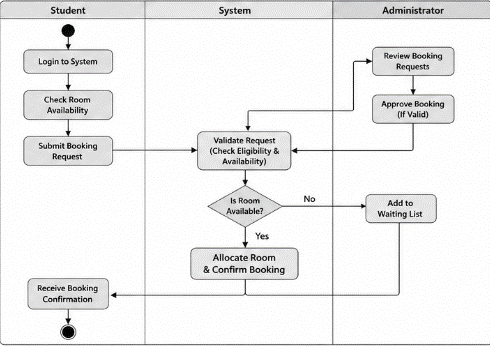 Student
System
Administrator
Login to System
Check Room
Availability
Submit Booking
Request
Review Booking
Requests
Approve Booking
(If Valid)
Validate Request
(Check Eligibility &
Availability)
Is Room
Available?
No
Add to
Waiting List
Yes
Allocate Room
& Confirm Booking
Receive Booking
Confirmation